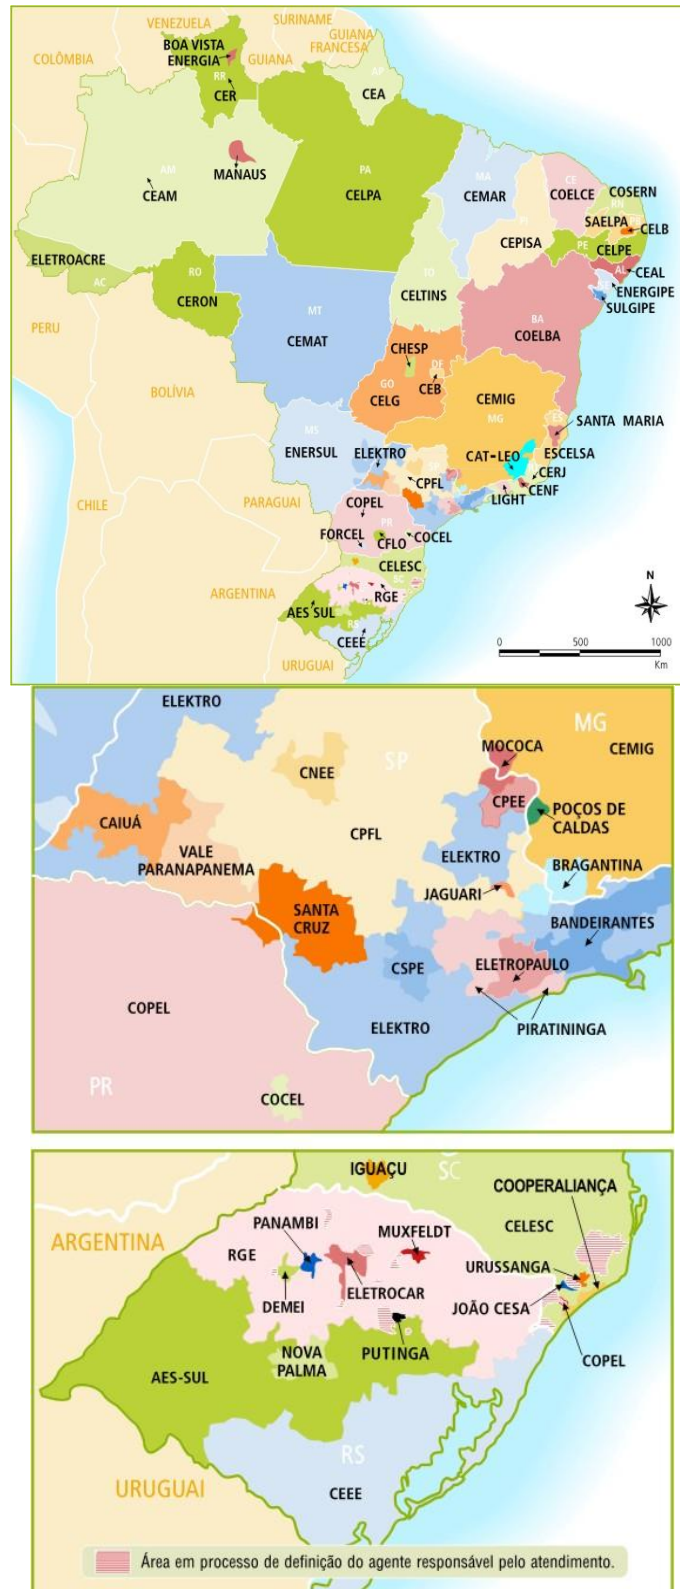 VENEZUELA
SURINAME
GUIANA
FRANCESA
GUIANA
COLÔMBIA
BOA VISTA
ENERGIA
RR
CER
AP
CEA
AM
MANAUS
CEAM
PA
CELPA
MA
CEMAR
CE
COELCE
COSERN
RN
SAELPA
CELB
PI
CEPISA
PE
CELPE
AL
CEAL
ENERGIPE
SULGIPE
ELETROACRE
AC
RO
CERON
TO
CELTINS
MT
CEMAT
BA
COELBA
PERU
BOLÍVIA
CHESP
DF
CEB
GO
CELG
CEMIG
MG
ES
SANTA MARIA
ESCELSA
MS
ENERSUL
ELEKTRO
SP
CPFL
CAT-LEO
CERJ
CENF
LIGHT
CHILE
PARAGUAI
COPEL
PR
FORCEL
CFLO
COCEL
CELESC
SC
ARGENTINA
RGE
AES SUL
RS
CEEE
URUGUAI
N
0 500 1000
Km
ELEKTRO
MG
MOCOCA
CEMIG
SP
CNEE
CPEE
CAIUÁ
POÇOS DE
CALDAS
CPFL
VALE
PARANAPANEMA
ELEKTRO
BRAGANTINA
JAGUARI
SANTA
CRUZ
BANDEIRANTES
CSPE
ELETROPAULO
COPEL
ELEKTRO
PIRATININGA
PR
COCEL
IGUAÇU
SC
COOPERALIANÇA
PANAMBI
MUXFELDT
CELESC
ARGENTINA
RGE
URUSSANGA
ELETROCAR
DEMEI
JOÃO CESA
NOVA
PALMA
PUTINGA
COPEL
AES-SUL
RS
URUGUAI
CEEE
Área em processo de definição do agente responsável pelo atendimento.